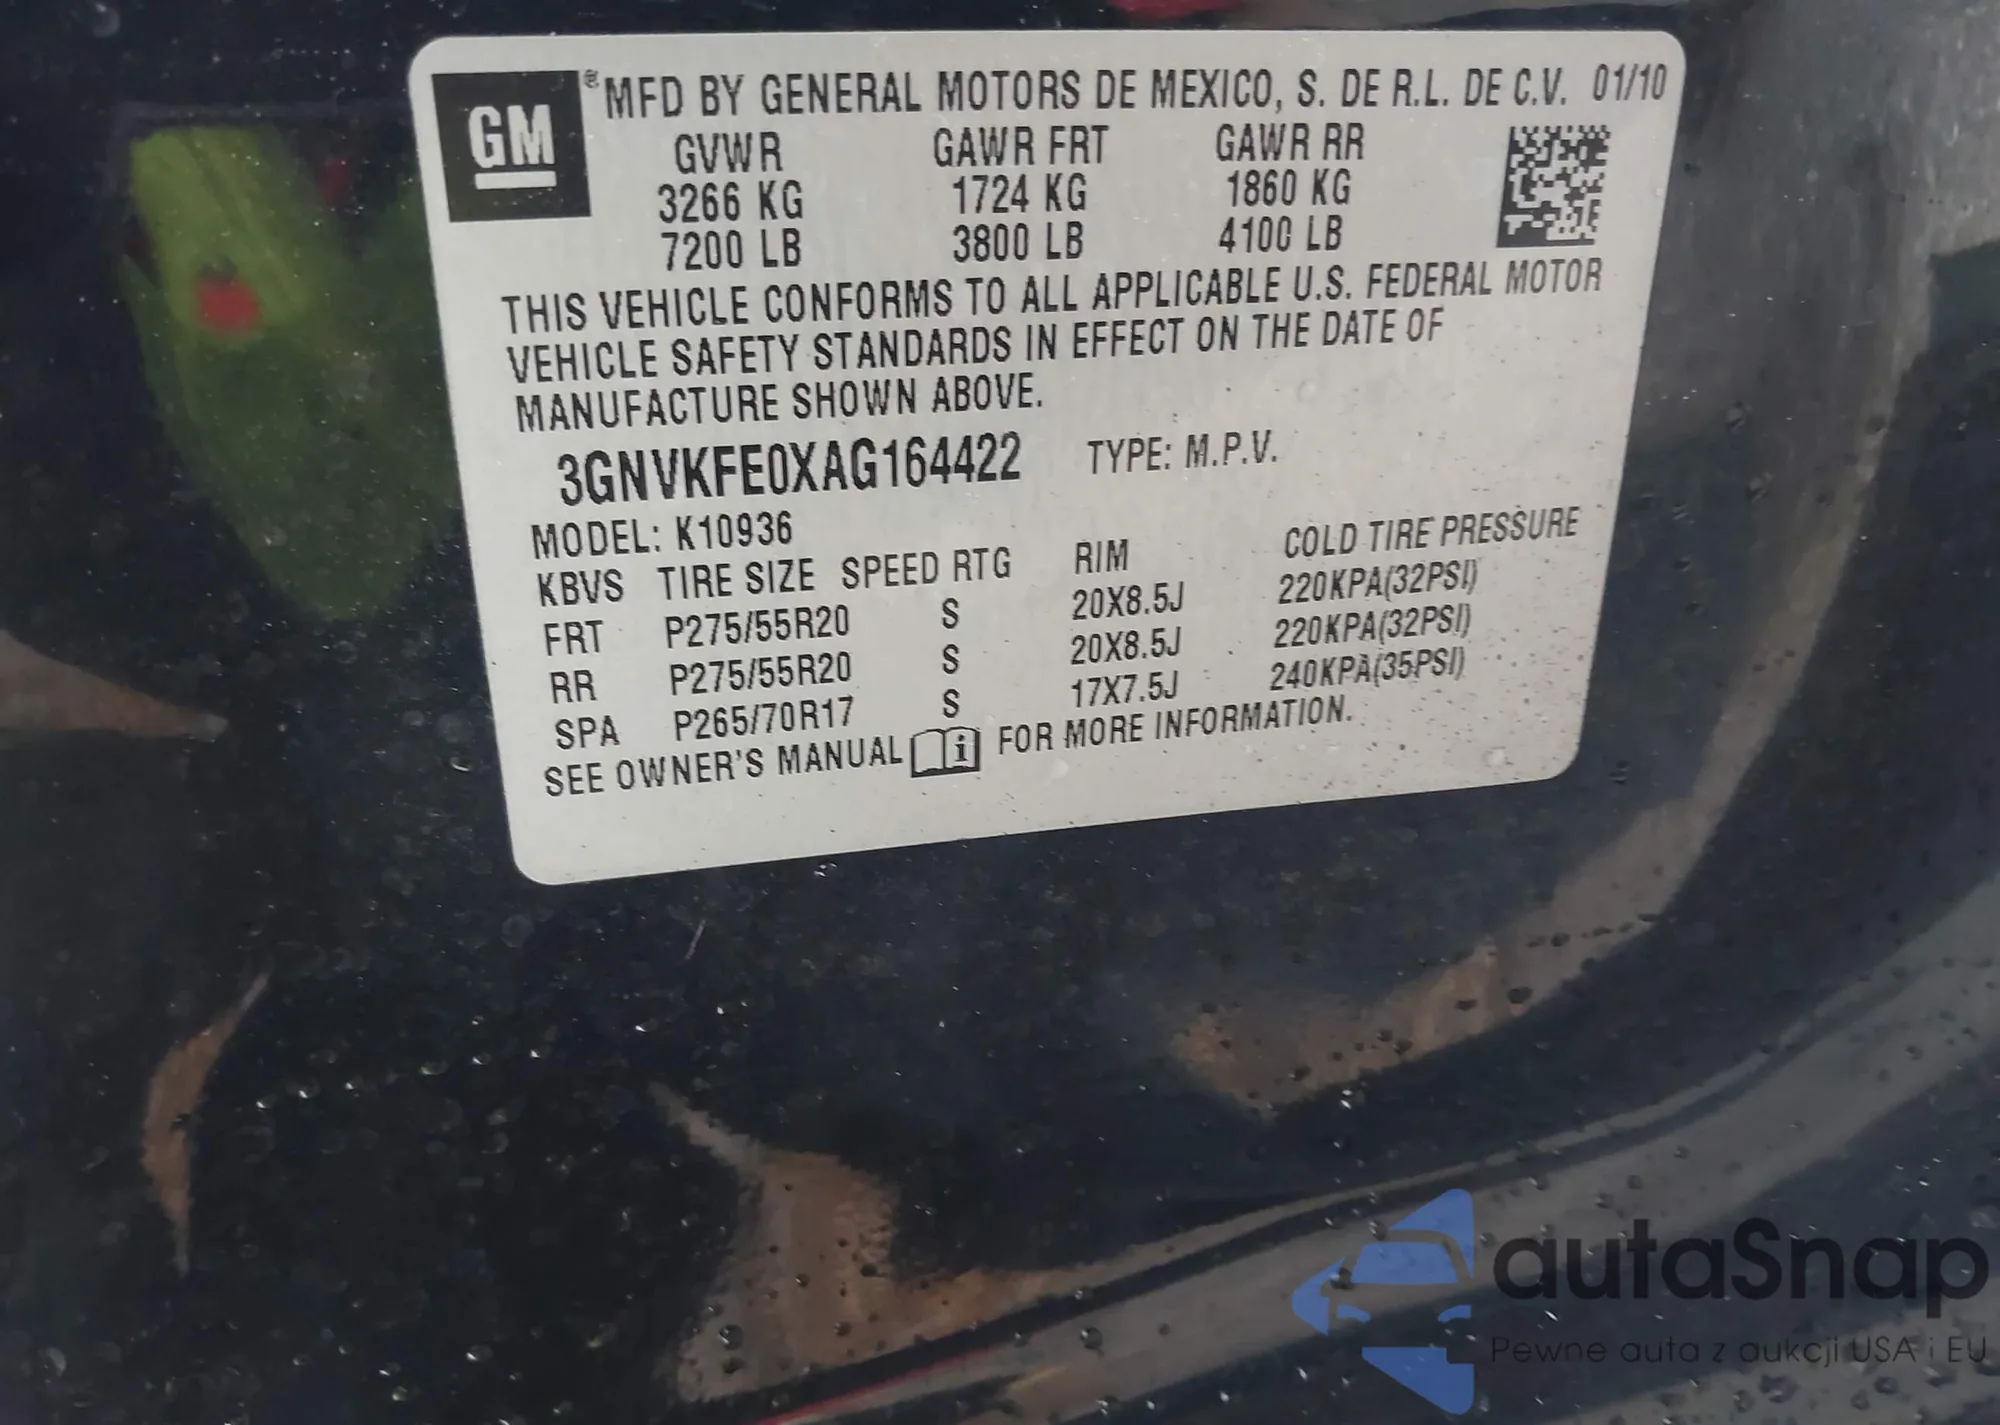 GM
®MFD BY GENERAL MOTORS DE MEXICO, S. DE R.L. DE C.V. 01/10
GVWR GAWR FRT GAWR RR
3266 KG 1724 KG 1860 KG
7200 LB 3800 LB 4100 LB
THIS VEHICLE CONFORMS TO ALL APPLICABLE U.S. FEDERAL MOTOR
VEHICLE SAFETY STANDARDS IN EFFECT ON THE DATE OF
MANUFACTURE SHOWN ABOVE.
3GNVKFE0XAG164422 TYPE: M.P.V.
MODEL: K10936
KBVS TIRE SIZE SPEED RTG RIM COLD TIRE PRESSURE
FRT P275/55R20 S 20X8.5J 220KPA(32PSI)
RR P275/55R20 S 20X8.5J 220KPA(32PSI)
SPA P265/70R17 S 17X7.5J 240KPA(35PSI)
SEE OWNER'S MANUAL i FOR MORE INFORMATION.
autaSnap
Pewne auta z aukcji USA i EU